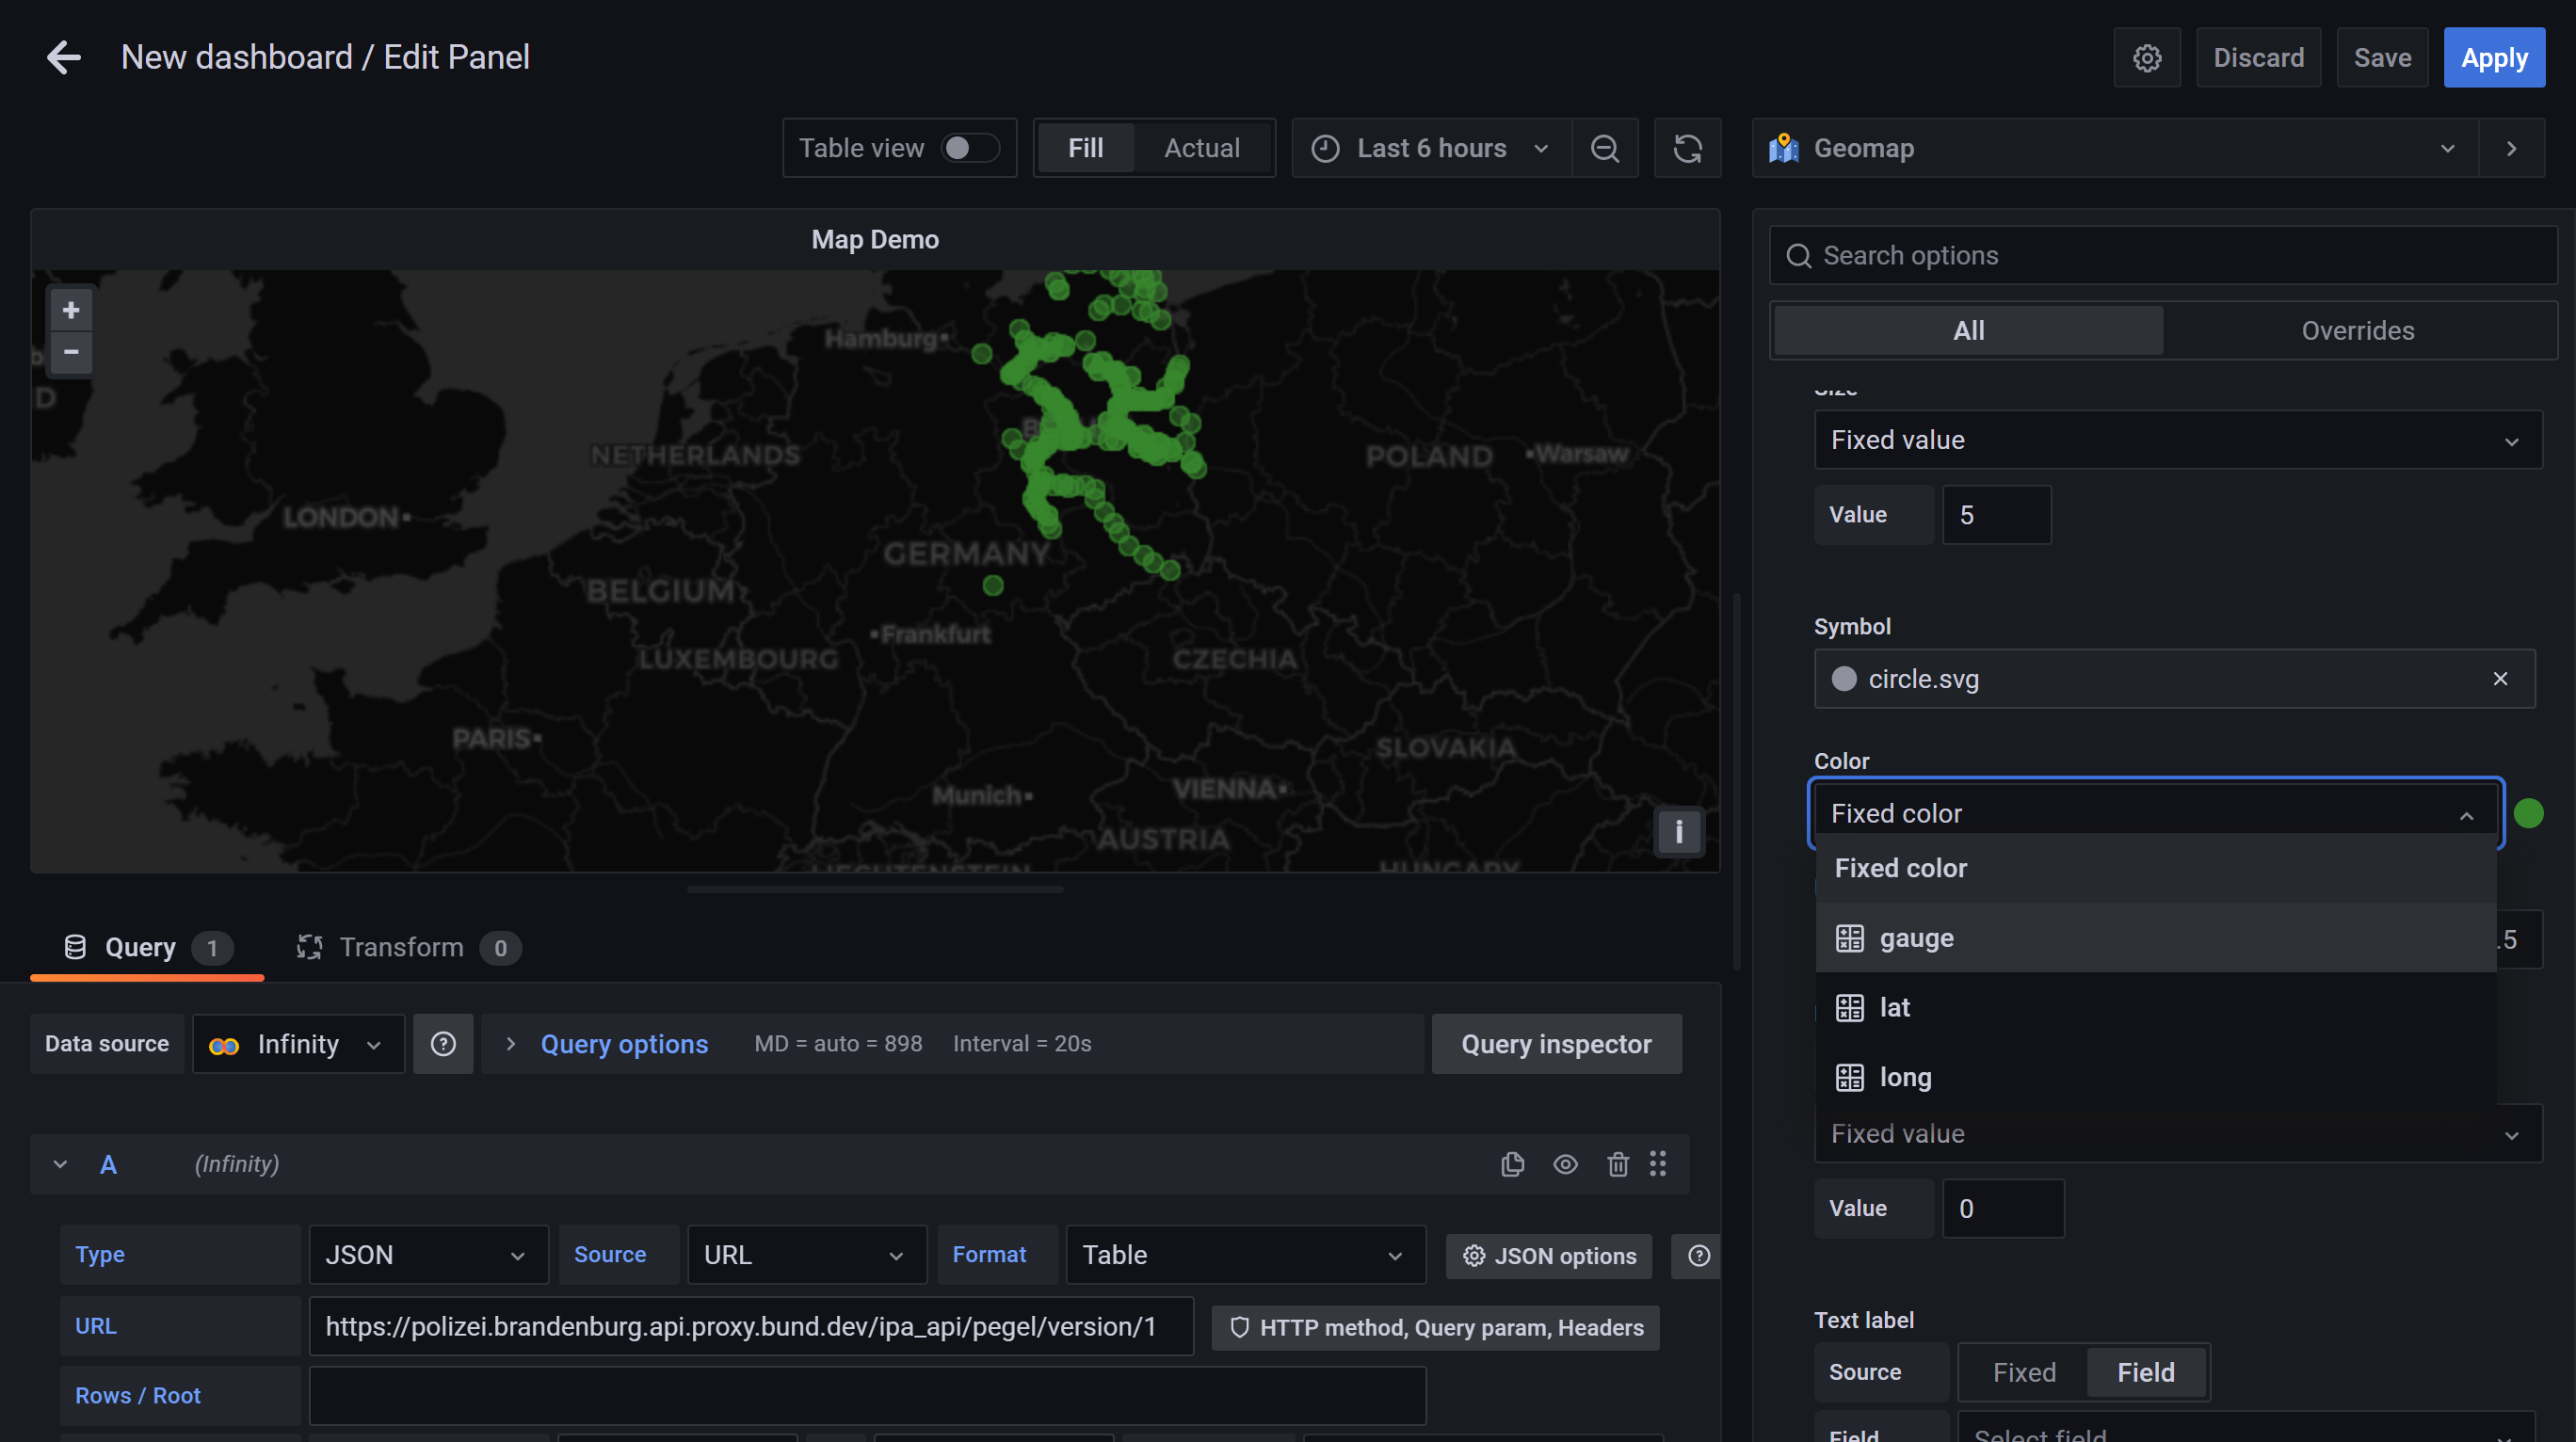 New dashboard / Edit Panel
Discard
Save
Apply
Table view
Fill
Actual
Last 6 hours
Geomap
Map Demo
+
−
Hamburg
D
NETHERLANDS
POLAND
Warsaw
LONDON
GERMANY
BELGIUM
Frankfurt
LUXEMBOURG
CZECHIA
PARIS
SLOVAKIA
Munich
VIENNA
AUSTRIA
LIECHTENSTEIN
HUNGARY
i
Search options
All
Overrides
Size
Fixed value
Value
5
Symbol
circle.svg
Color
Fixed color
Fixed color
gauge
.5
lat
long
Fixed value
Value
0
Text label
Source
Fixed
Field
Field
Select field
Query 1
Transform 0
Data source
Infinity
Query options
MD = auto = 898
Interval = 20s
Query inspector
A
(Infinity)
Type
JSON
Source
URL
Format
Table
JSON options
URL
https://polizei.brandenburg.api.proxy.bund.dev/ipa_api/pegel/version/1
HTTP method, Query param, Headers
Rows / Root